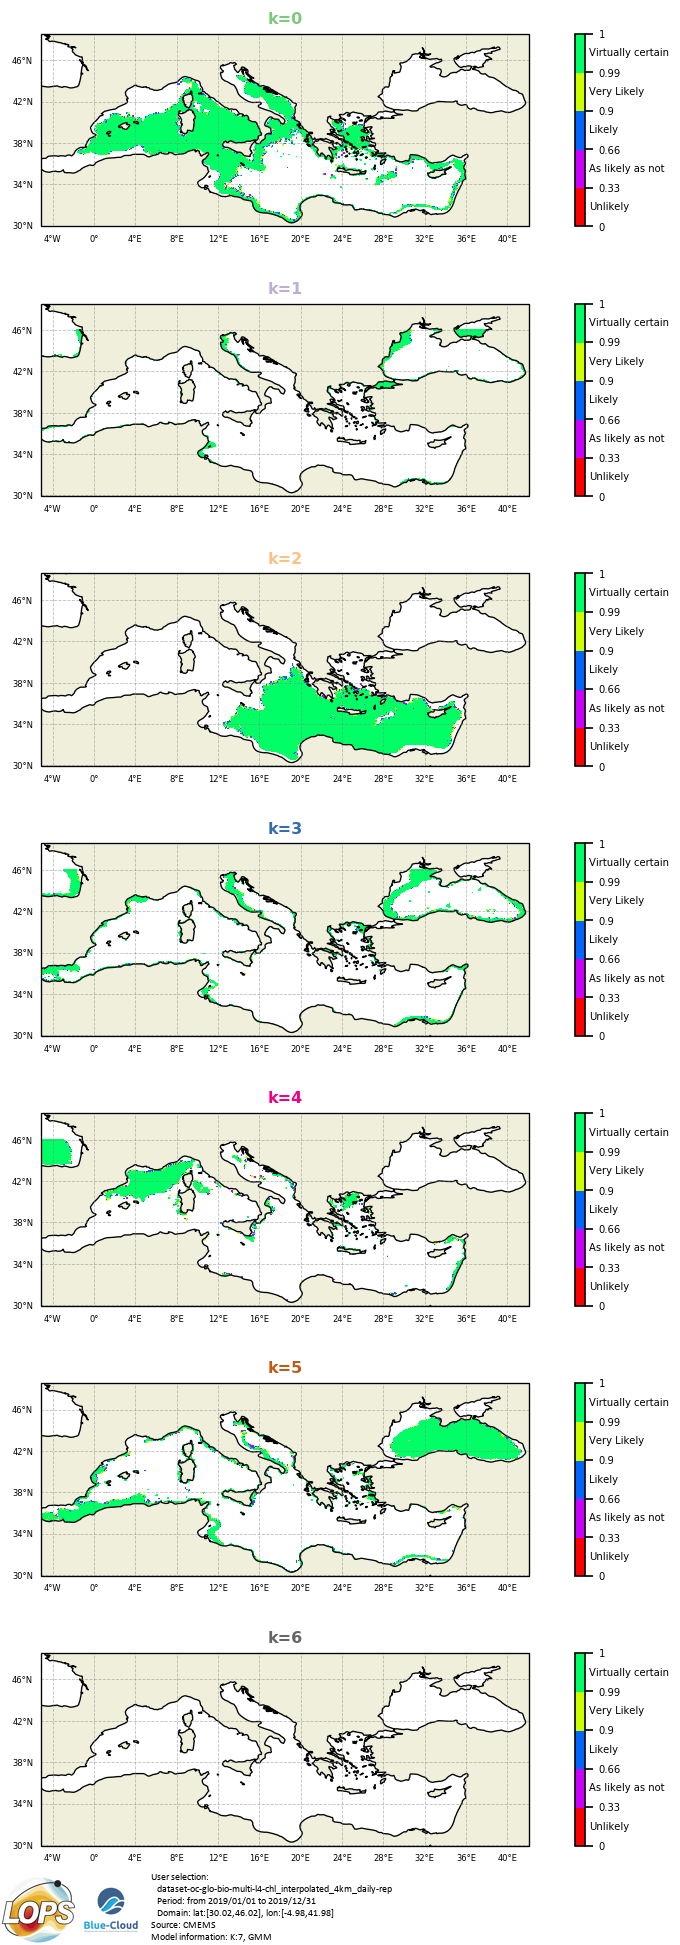 k=0
46°N
42°N
38°N
34°N
30°N
4°W 0° 4°E 8°E 12°E 16°E 20°E 24°E 28°E 32°E 36°E 40°E
1
Virtually certain
0.99
Very Likely
0.9
Likely
0.66
As likely as not
0.33
Unlikely
0
k=1
46°N
42°N
38°N
34°N
30°N
4°W 0° 4°E 8°E 12°E 16°E 20°E 24°E 28°E 32°E 36°E 40°E
1
Virtually certain
0.99
Very Likely
0.9
Likely
0.66
As likely as not
0.33
Unlikely
0
k=2
46°N
42°N
38°N
34°N
30°N
4°W 0° 4°E 8°E 12°E 16°E 20°E 24°E 28°E 32°E 36°E 40°E
1
Virtually certain
0.99
Very Likely
0.9
Likely
0.66
As likely as not
0.33
Unlikely
0
k=3
46°N
42°N
38°N
34°N
30°N
4°W 0° 4°E 8°E 12°E 16°E 20°E 24°E 28°E 32°E 36°E 40°E
1
Virtually certain
0.99
Very Likely
0.9
Likely
0.66
As likely as not
0.33
Unlikely
0
k=4
46°N
42°N
38°N
34°N
30°N
4°W 0° 4°E 8°E 12°E 16°E 20°E 24°E 28°E 32°E 36°E 40°E
1
Virtually certain
0.99
Very Likely
0.9
Likely
0.66
As likely as not
0.33
Unlikely
0
k=5
46°N
42°N
38°N
34°N
30°N
4°W 0° 4°E 8°E 12°E 16°E 20°E 24°E 28°E 32°E 36°E 40°E
1
Virtually certain
0.99
Very Likely
0.9
Likely
0.66
As likely as not
0.33
Unlikely
0
k=6
46°N
42°N
38°N
34°N
30°N
4°W 0° 4°E 8°E 12°E 16°E 20°E 24°E 28°E 32°E 36°E 40°E
1
Virtually certain
0.99
Very Likely
0.9
Likely
0.66
As likely as not
0.33
Unlikely
0
LOPS
Blue-Cloud
User selection:
dataset-oc-glo-bio-multi-l4-chl_interpolated_4km_daily-rep
Period: from 2019/01/01 to 2019/12/31
Domain: lat:[30.02,46.02], lon:[-4.98,41.98]
Source: CMEMS
Model information: K:7, GMM